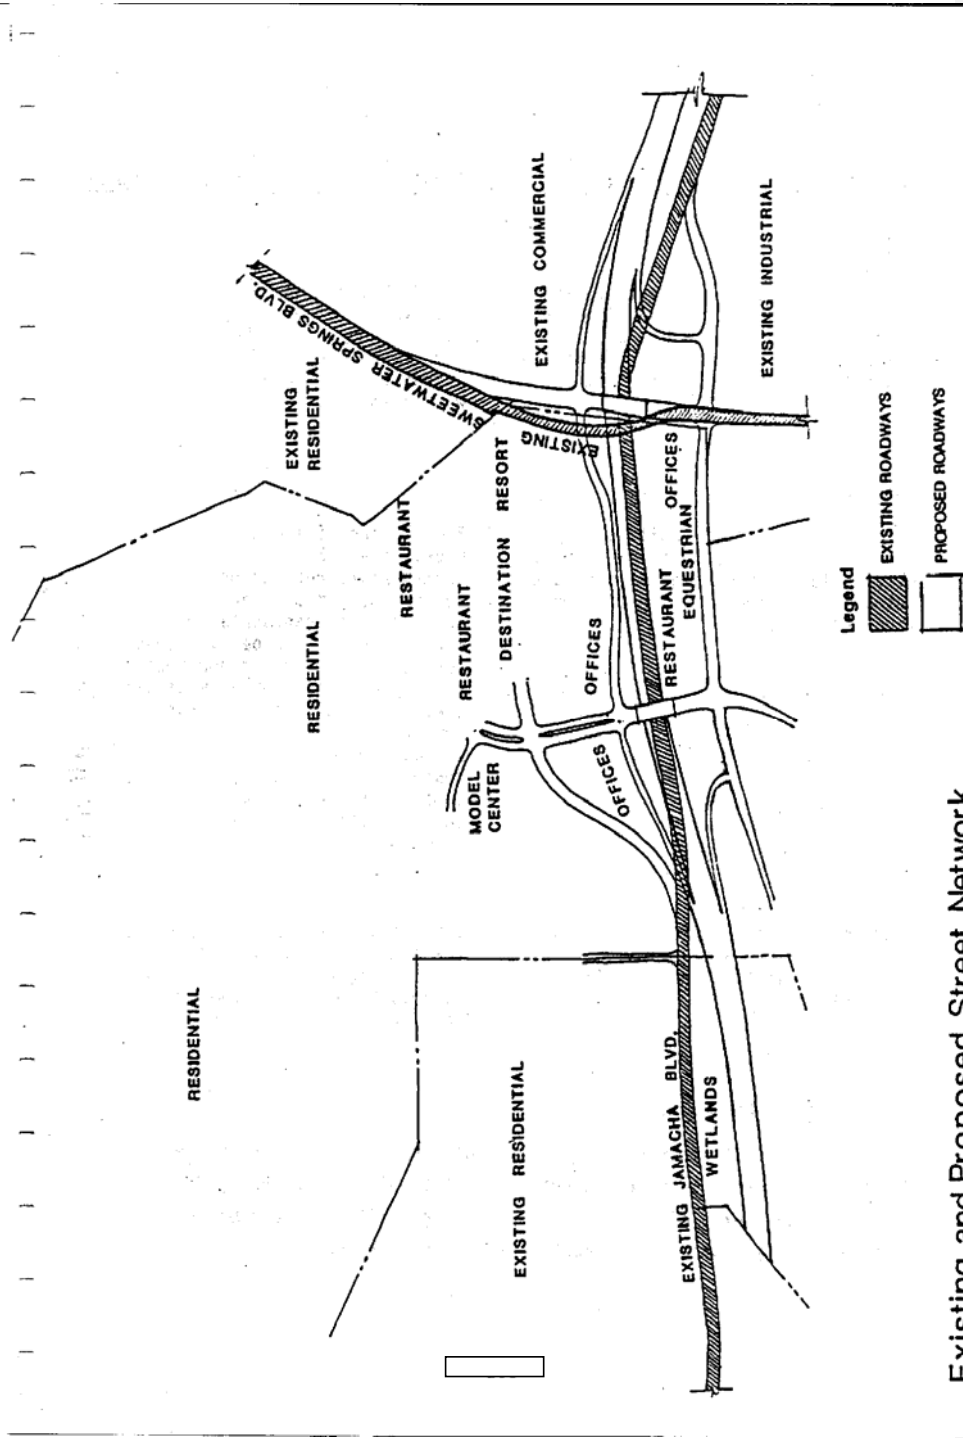 RESIDENTIAL
EXISTING RESIDENTIAL
EXISTING JAMACHA BLVD.
WETLANDS
MODEL
CENTER
OFFICES
RESIDENTIAL
RESTAURANT
RESTAURANT
DESTINATION RESORT
OFFICES
RESTAURANT
EQUESTRIAN
OFFICES
EXISTING
RESIDENTIAL
EXISTING SWEETWATER SPRINGS BLVD.
EXISTING COMMERCIAL
EXISTING INDUSTRIAL
Legend
EXISTING ROADWAYS
PROPOSED ROADWAYS
Existing and Proposed Street Network